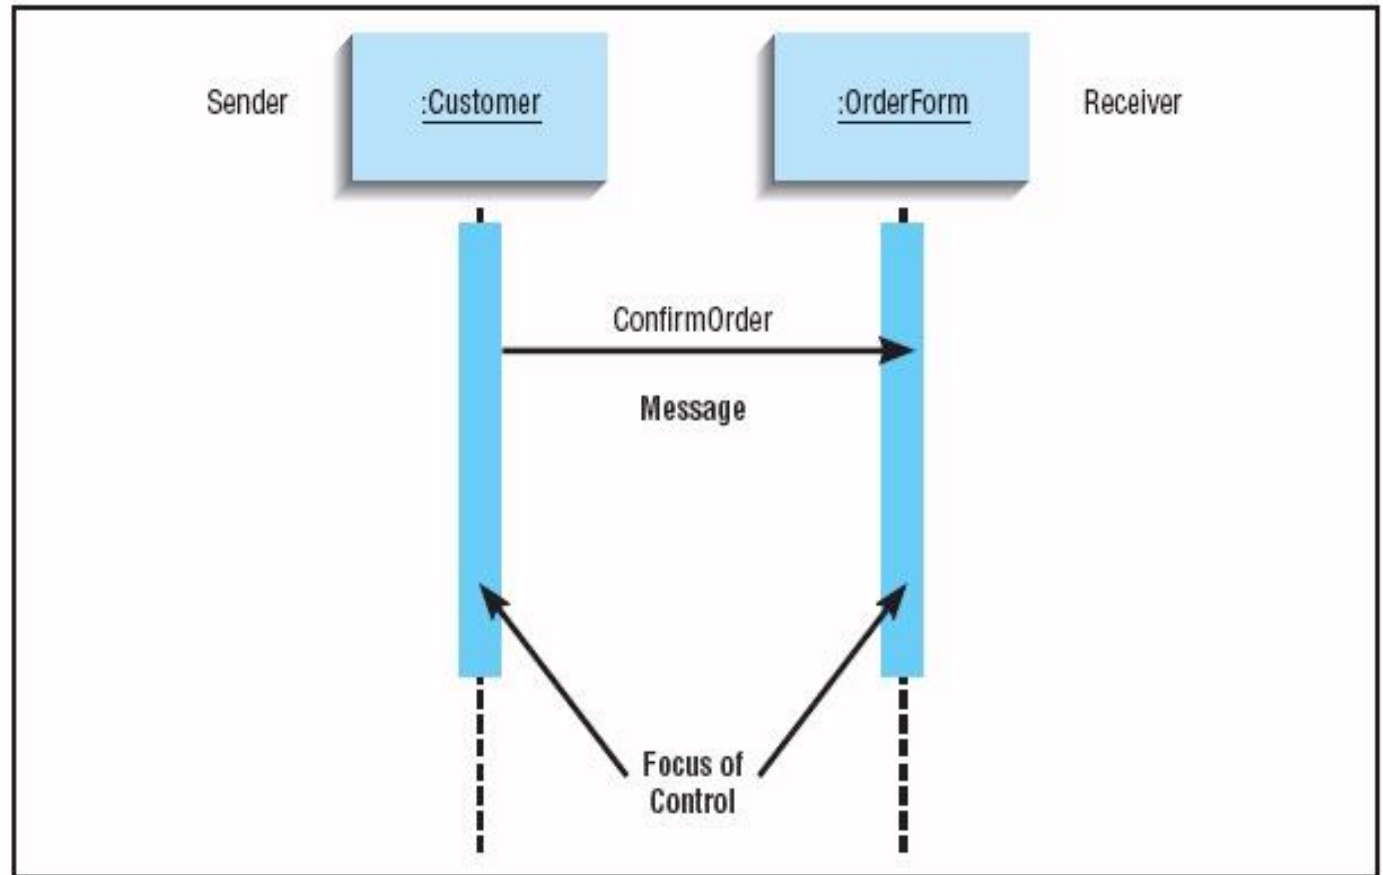 Sender
:Customer
:OrderForm
Receiver
ConfirmOrder
Message
Focus of
Control